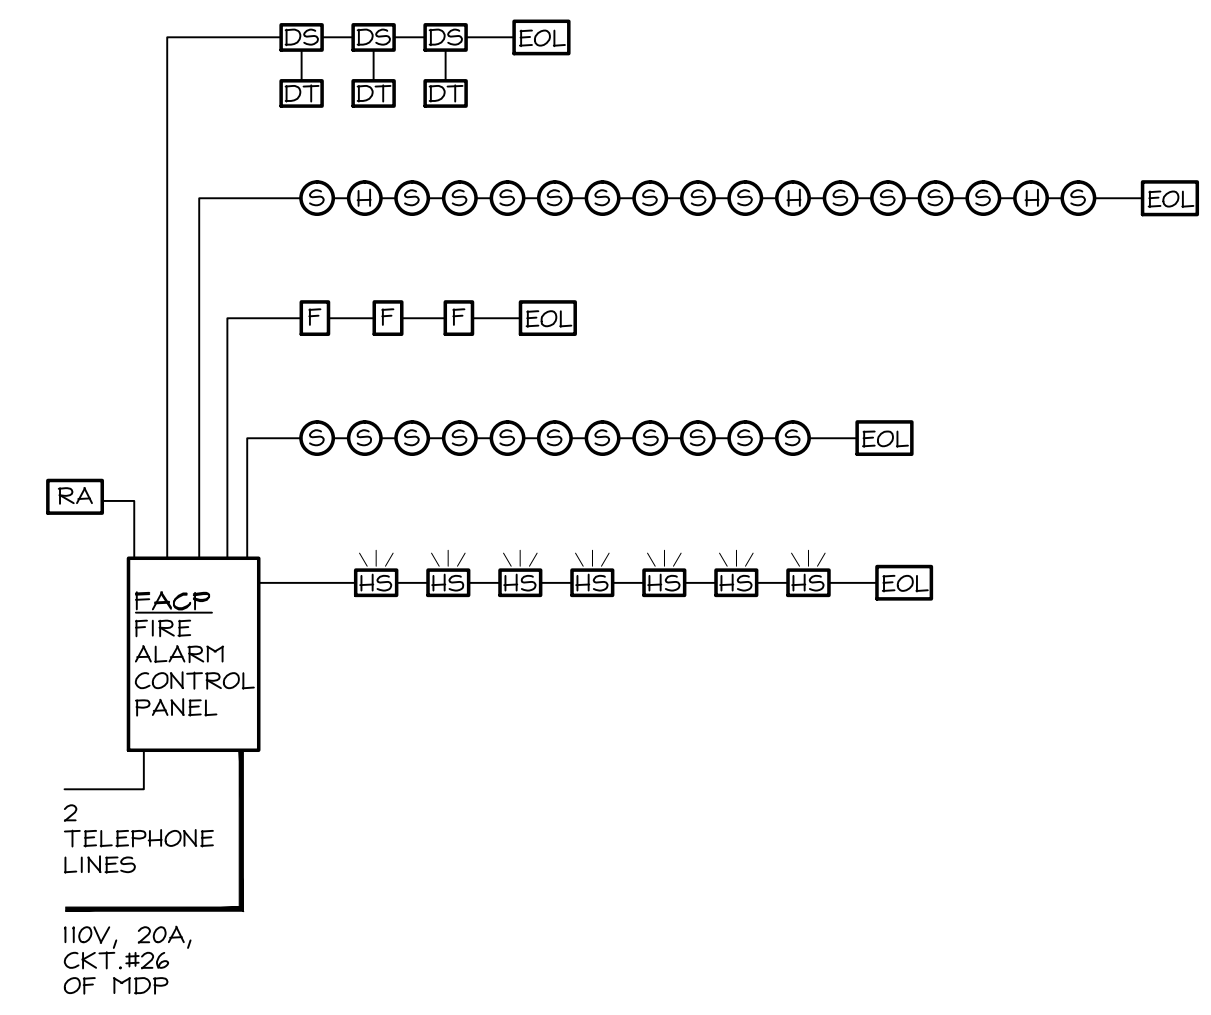 DS DS DS EOL
DT DT DT
S H S S S S S S S S H S S S S H S EOL
F F F EOL
S S S S S S S S S S S EOL
RA
HS HS HS HS HS HS HS EOL
FACP
FIRE
ALARM
CONTROL
PANEL
2
TELEPHONE
LINES
110V, 20A,
CKT.#26
OF MDP